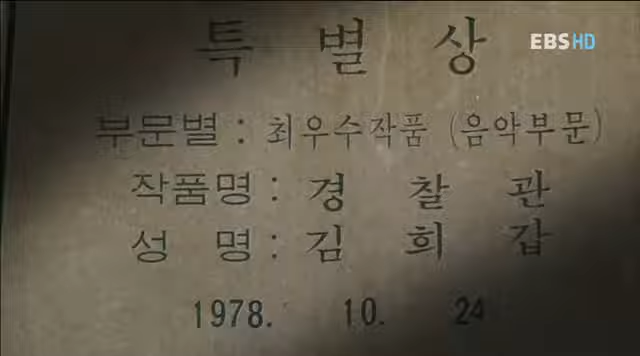 EBS HD
특 별 상
부문별 : 최우수작품 (음악부문)
작품명 : 경 찰 관
성 명 : 김 희 갑
1978. 10. 24